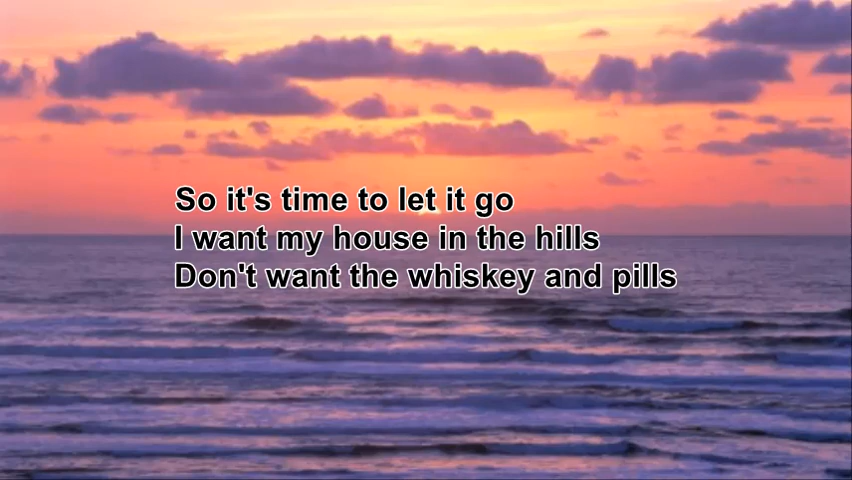 So it's time to let it go
I want my house in the hills
Don't want the whiskey and pills